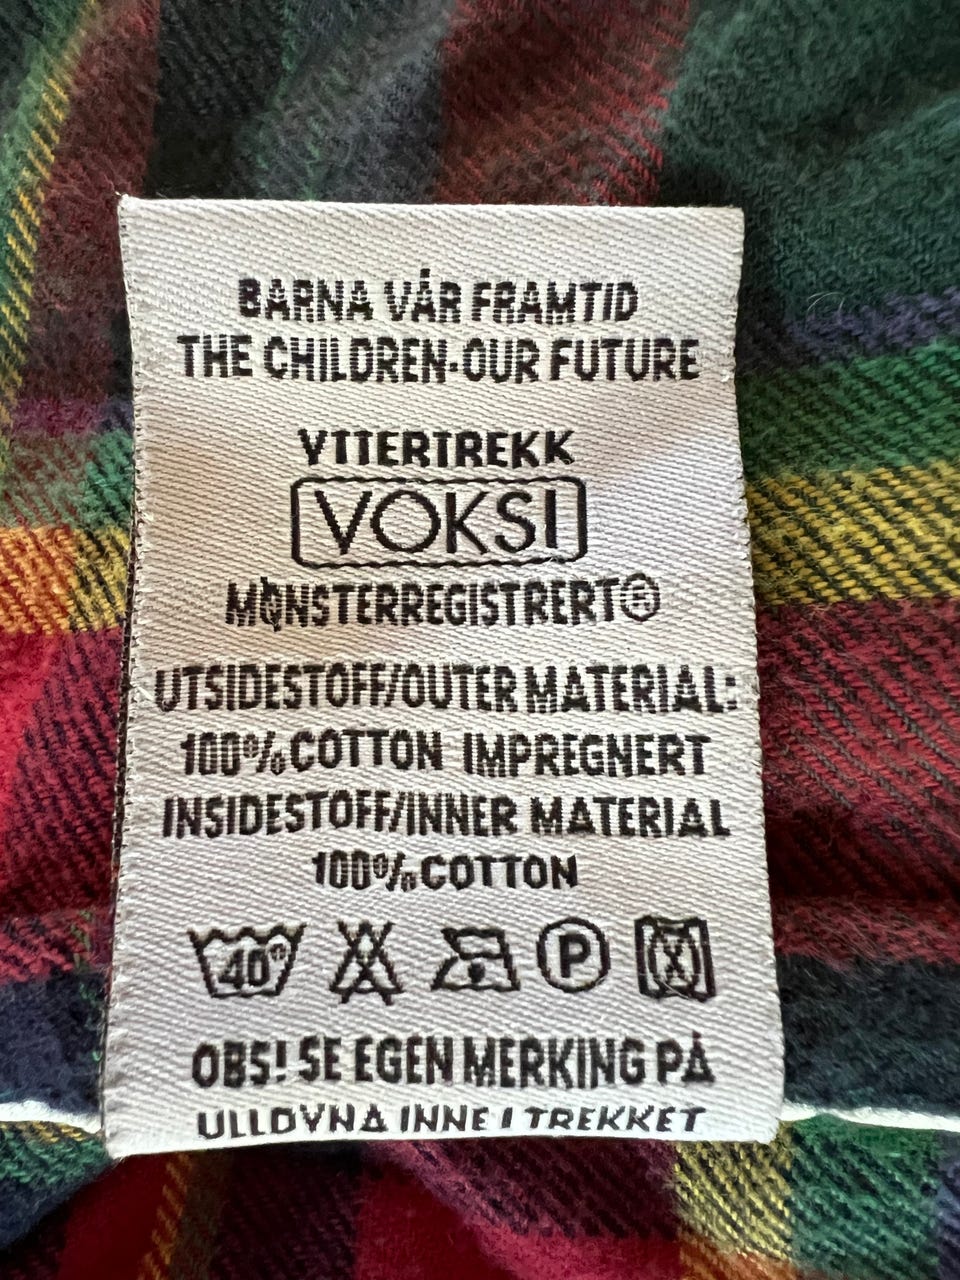 BARNA VÅR FRAMTID
THE CHILDREN-OUR FUTURE
YTTERTREKK
VOKSI
MØNSTERREGISTRERT®
UTSIDESTOFF/OUTER MATERIAL:
100% COTTON IMPREGNERT
INSIDESTOFF/INNER MATERIAL
100% COTTON
40° P X
OBS! SE EGEN MERKING PÅ
ULLDYNA INNE I TREKKET